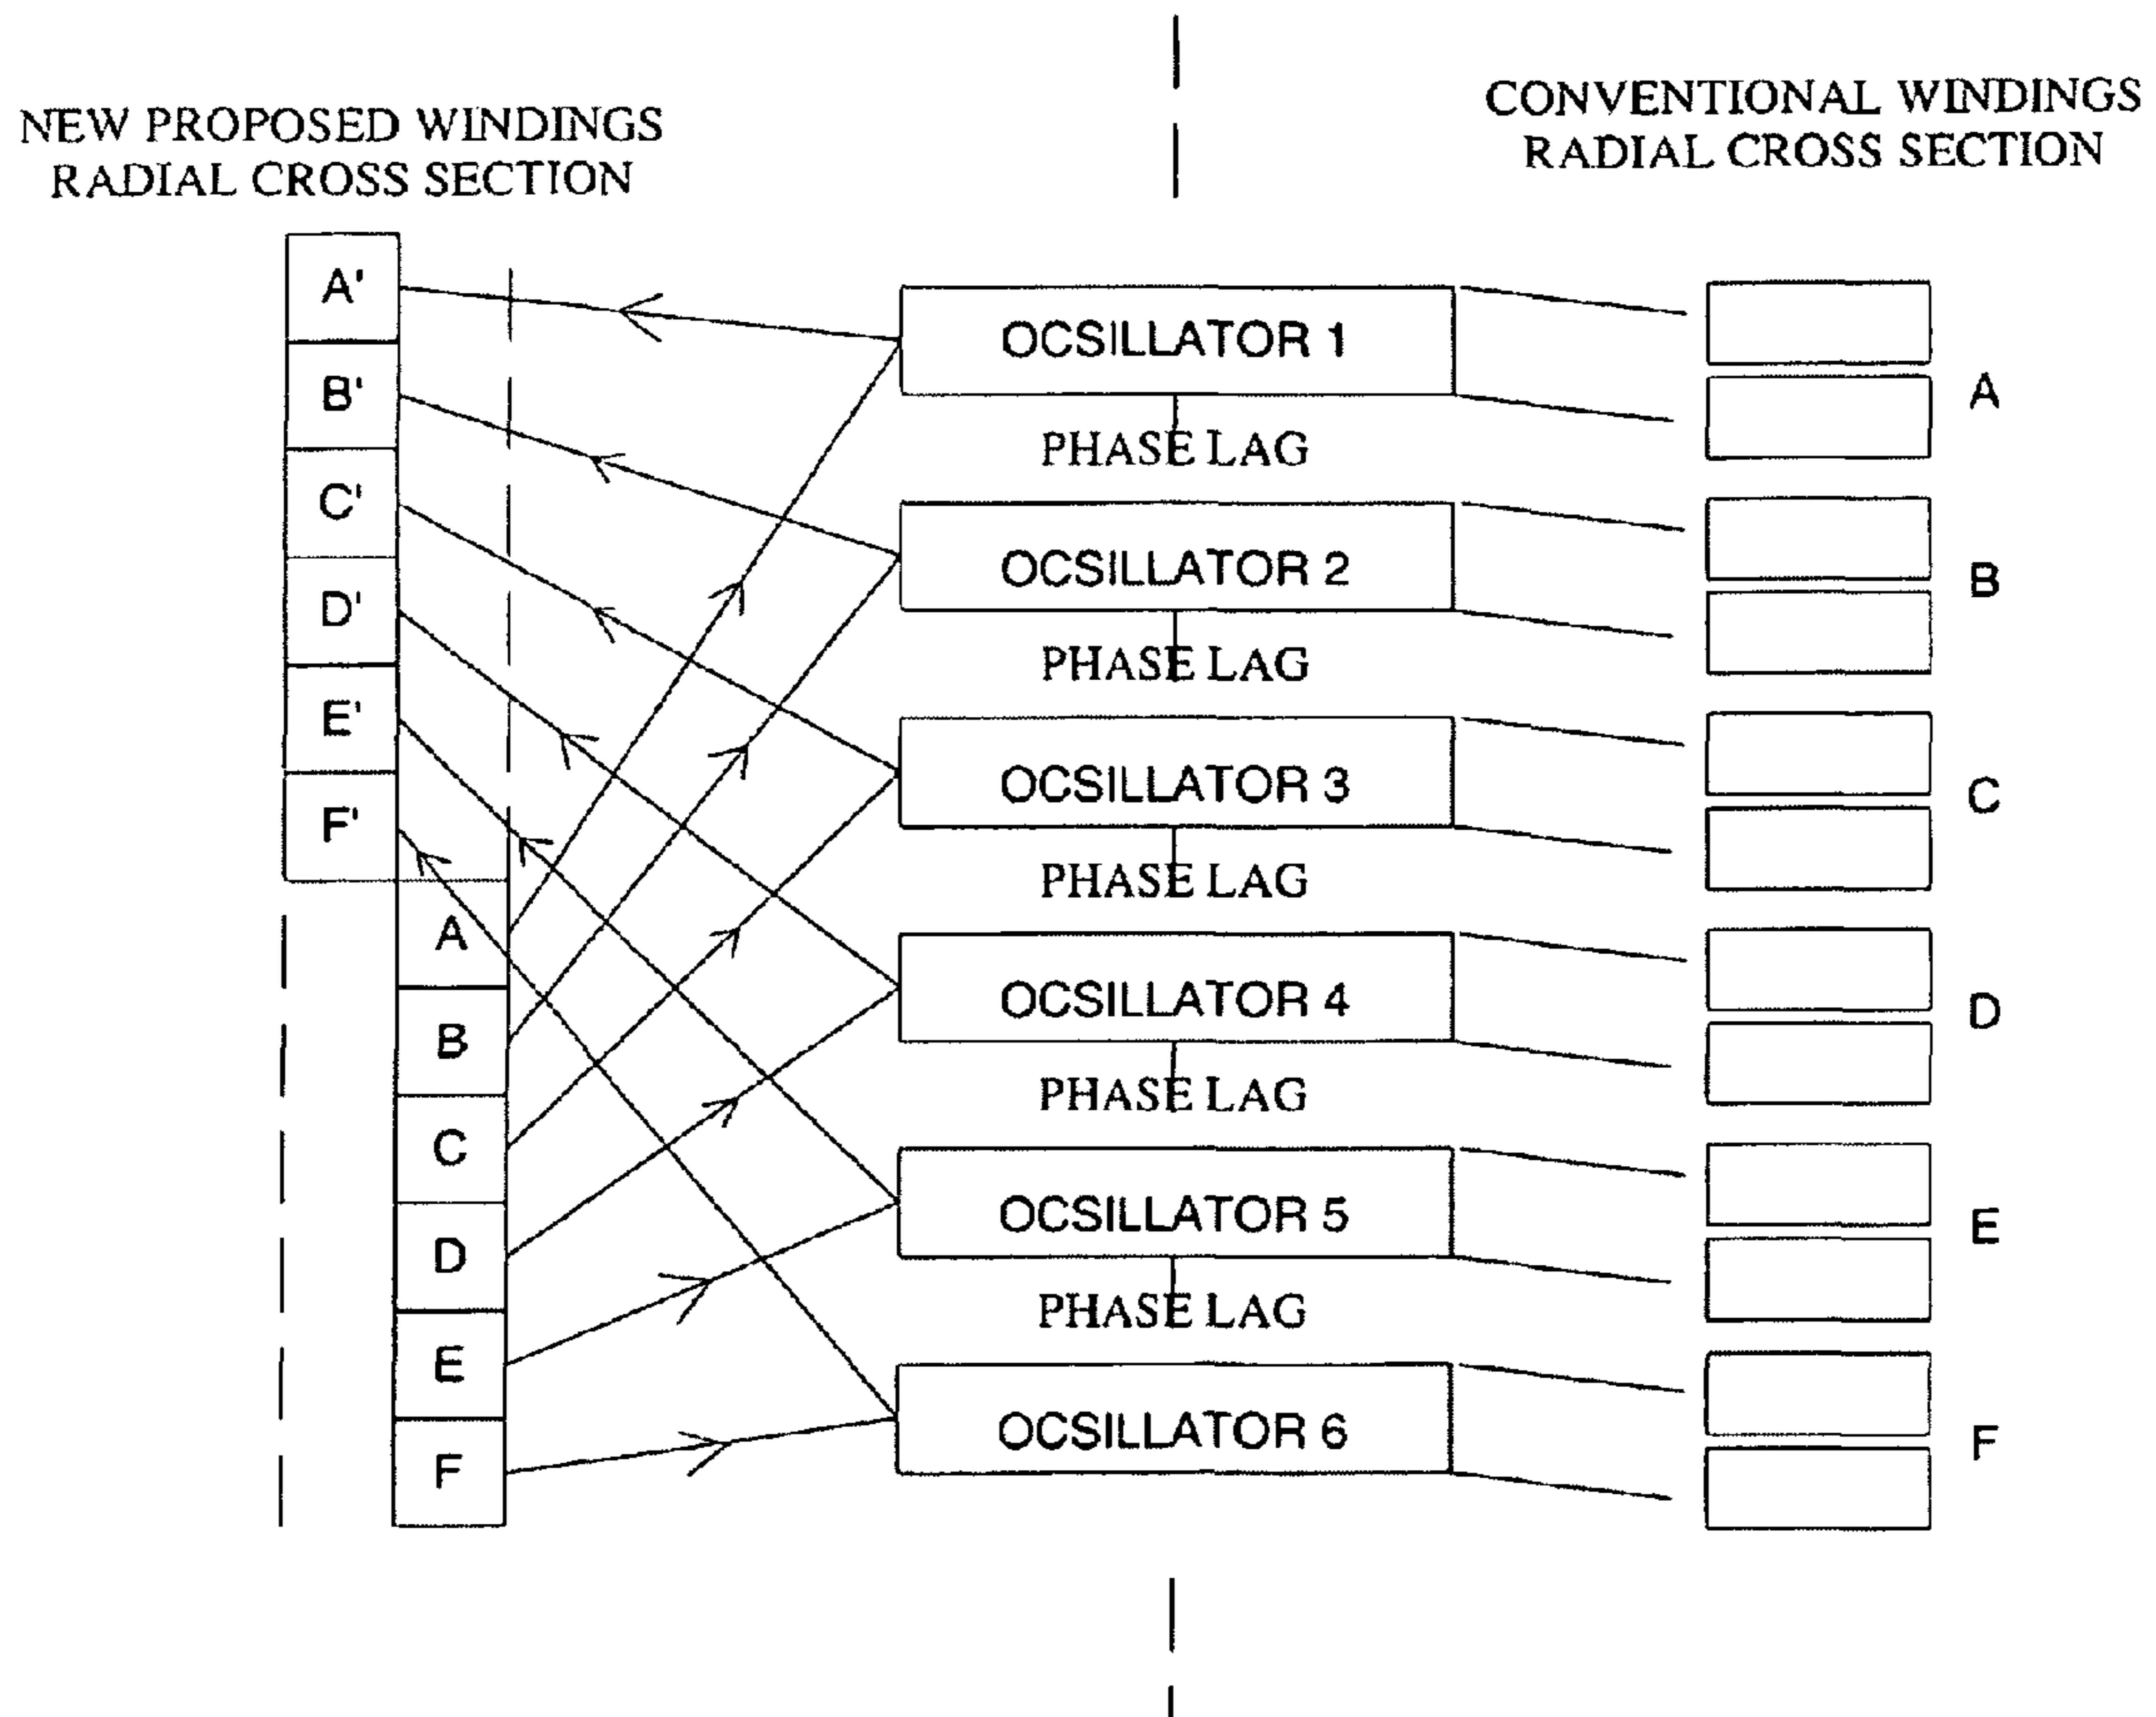 NEW PROPOSED WINDINGS
RADIAL CROSS SECTION
CONVENTIONAL WINDINGS
RADIAL CROSS SECTION
A'
B'
C'
D'
E'
F'
A
B
C
D
E
F
OCSILLATOR 1
PHASE LAG
OCSILLATOR 2
PHASE LAG
OCSILLATOR 3
PHASE LAG
OCSILLATOR 4
PHASE LAG
OCSILLATOR 5
PHASE LAG
OCSILLATOR 6
A
B
C
D
E
F